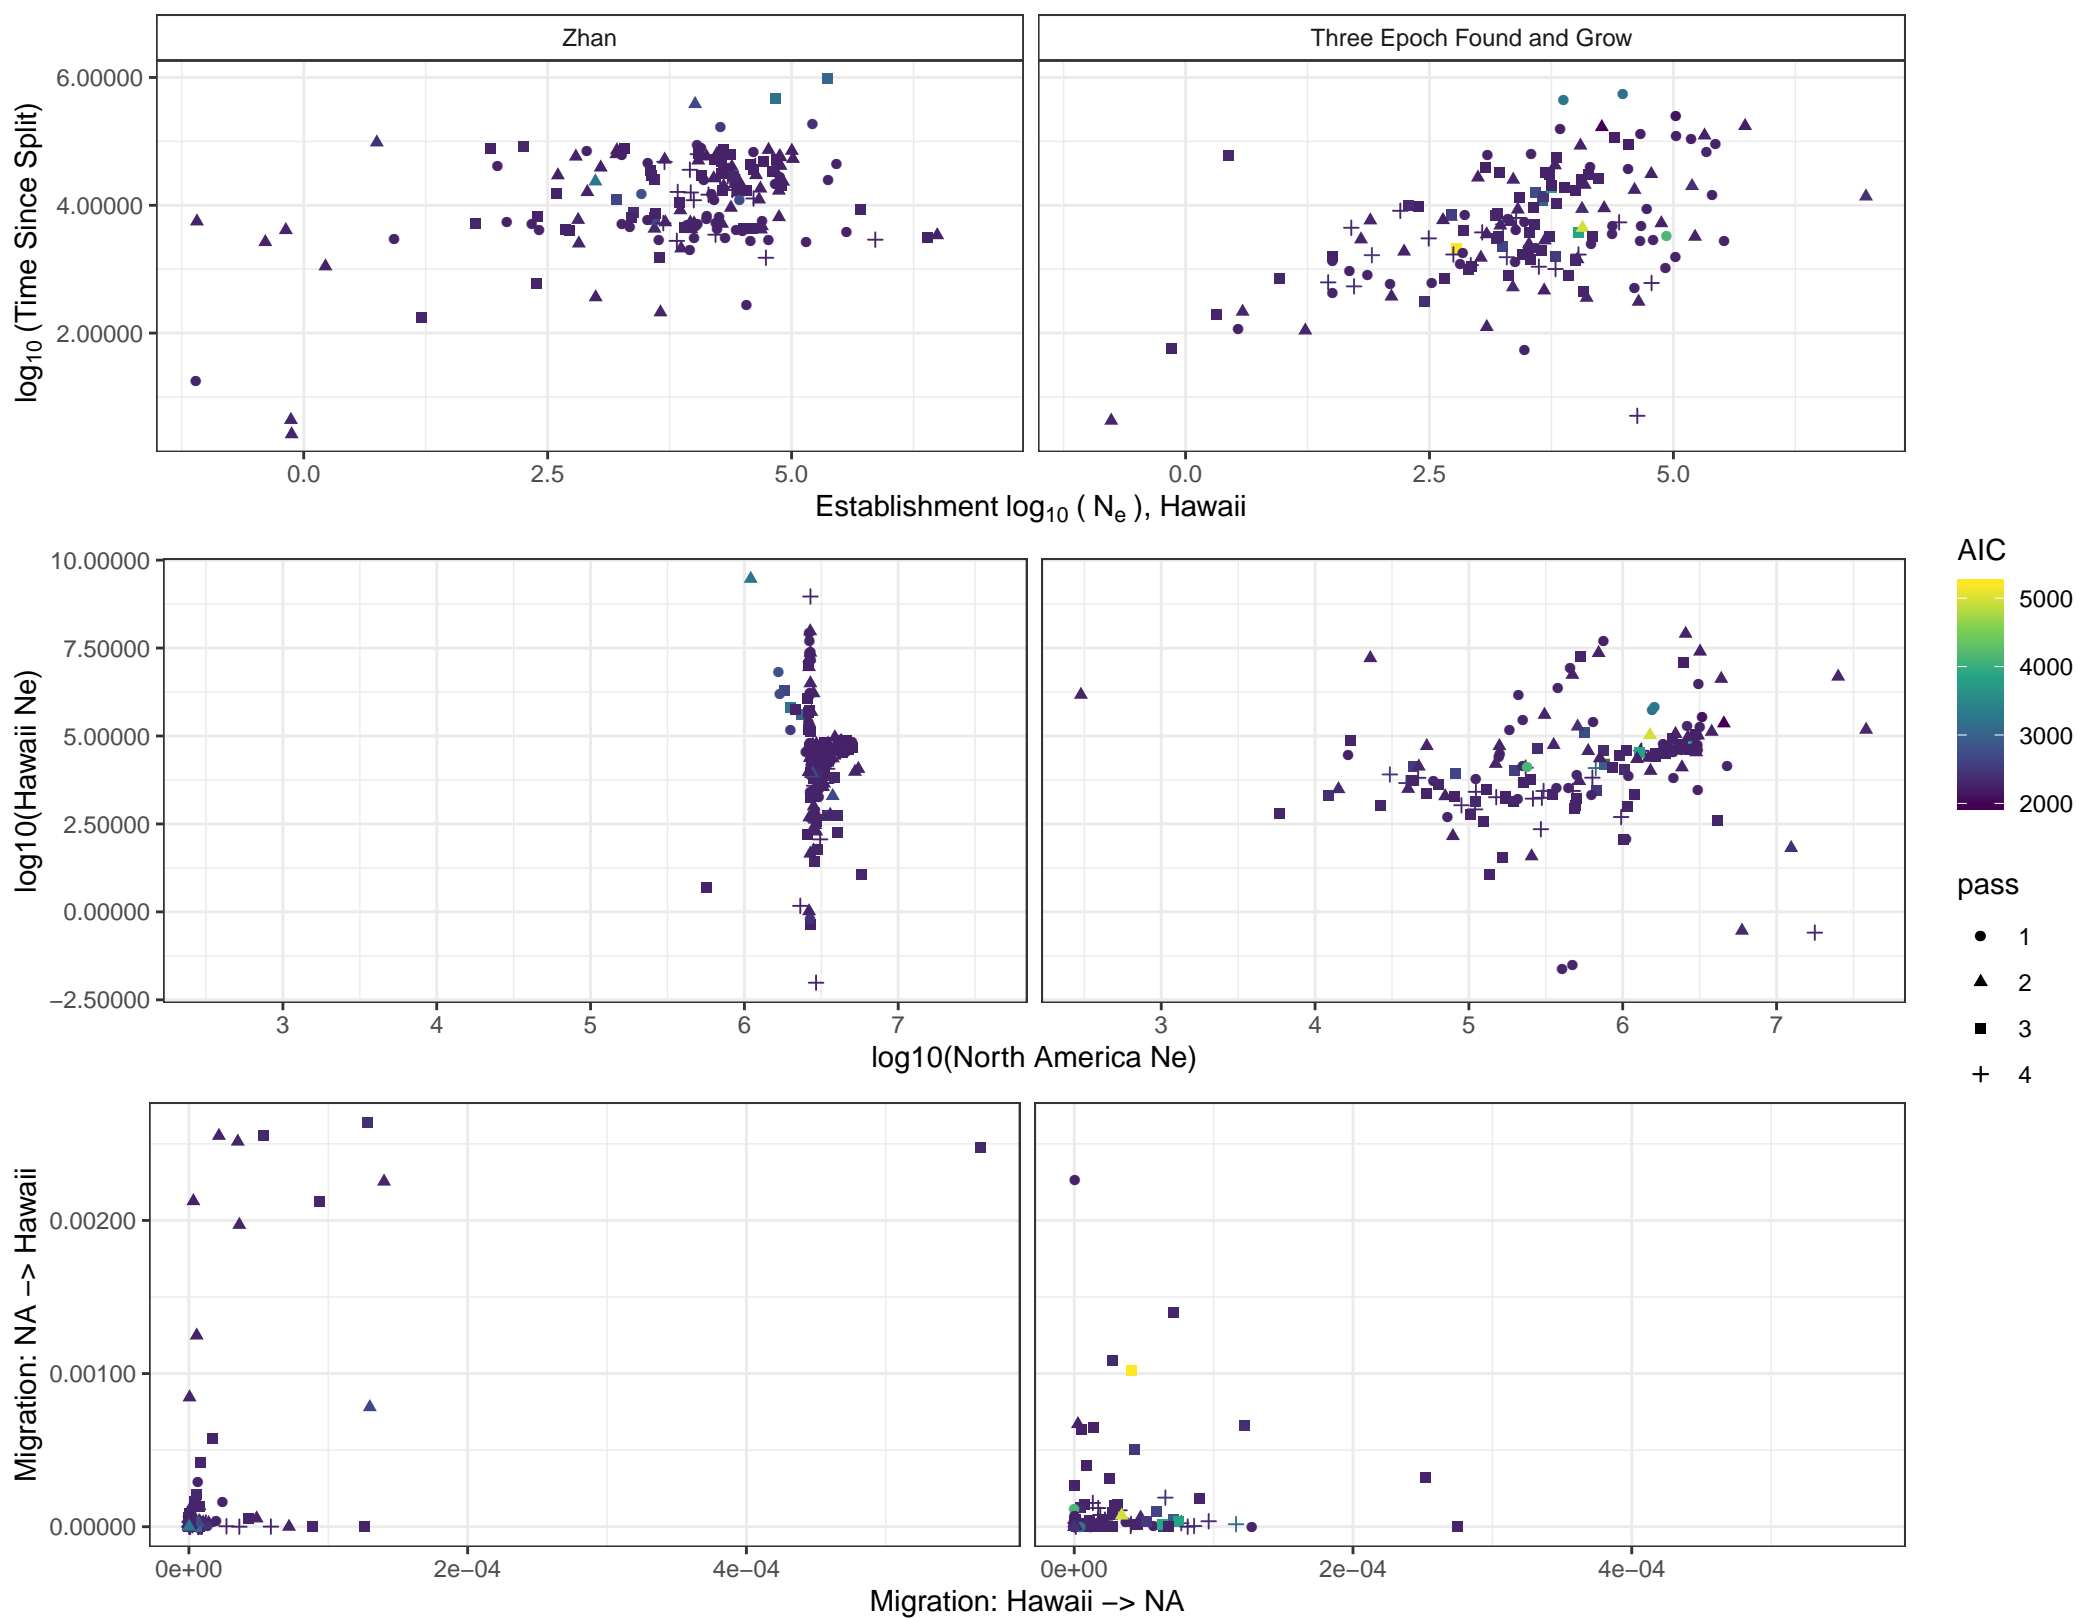 Zhan
Three Epoch Found and Grow
log10 (Time Since Split)
6.00000
4.00000
2.00000
0.0 2.5 5.0
0.0 2.5 5.0
Establishment log10 ( Ne ), Hawaii
log10(Hawaii Ne)
10.00000
7.50000
5.00000
2.50000
0.00000
−2.50000
3 4 5 6 7
3 4 5 6 7
log10(North America Ne)
Migration: NA −> Hawaii
0.00200
0.00100
0.00000
0e+00 2e−04 4e−04
0e+00 2e−04 4e−04
Migration: Hawaii −> NA
AIC
5000
4000
3000
2000
pass
1
2
3
4